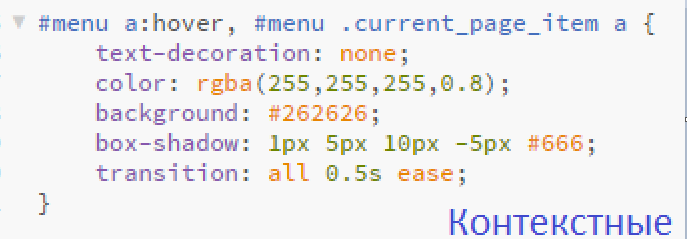 #menu a:hover, #menu .current_page_item a {
text-decoration: none;
color: rgba(255,255,255,0.8);
background: #262626;
box-shadow: 1px 5px 10px -5px #666;
transition: all 0.5s ease;
}
Контекстные